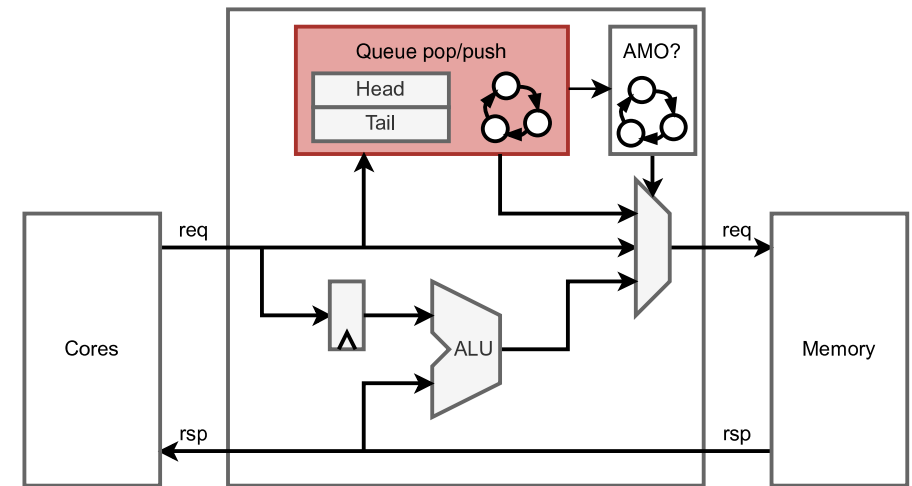 Queue pop/push
AMO?
Head
Tail
req
req
Cores
ALU
Memory
rsp
rsp